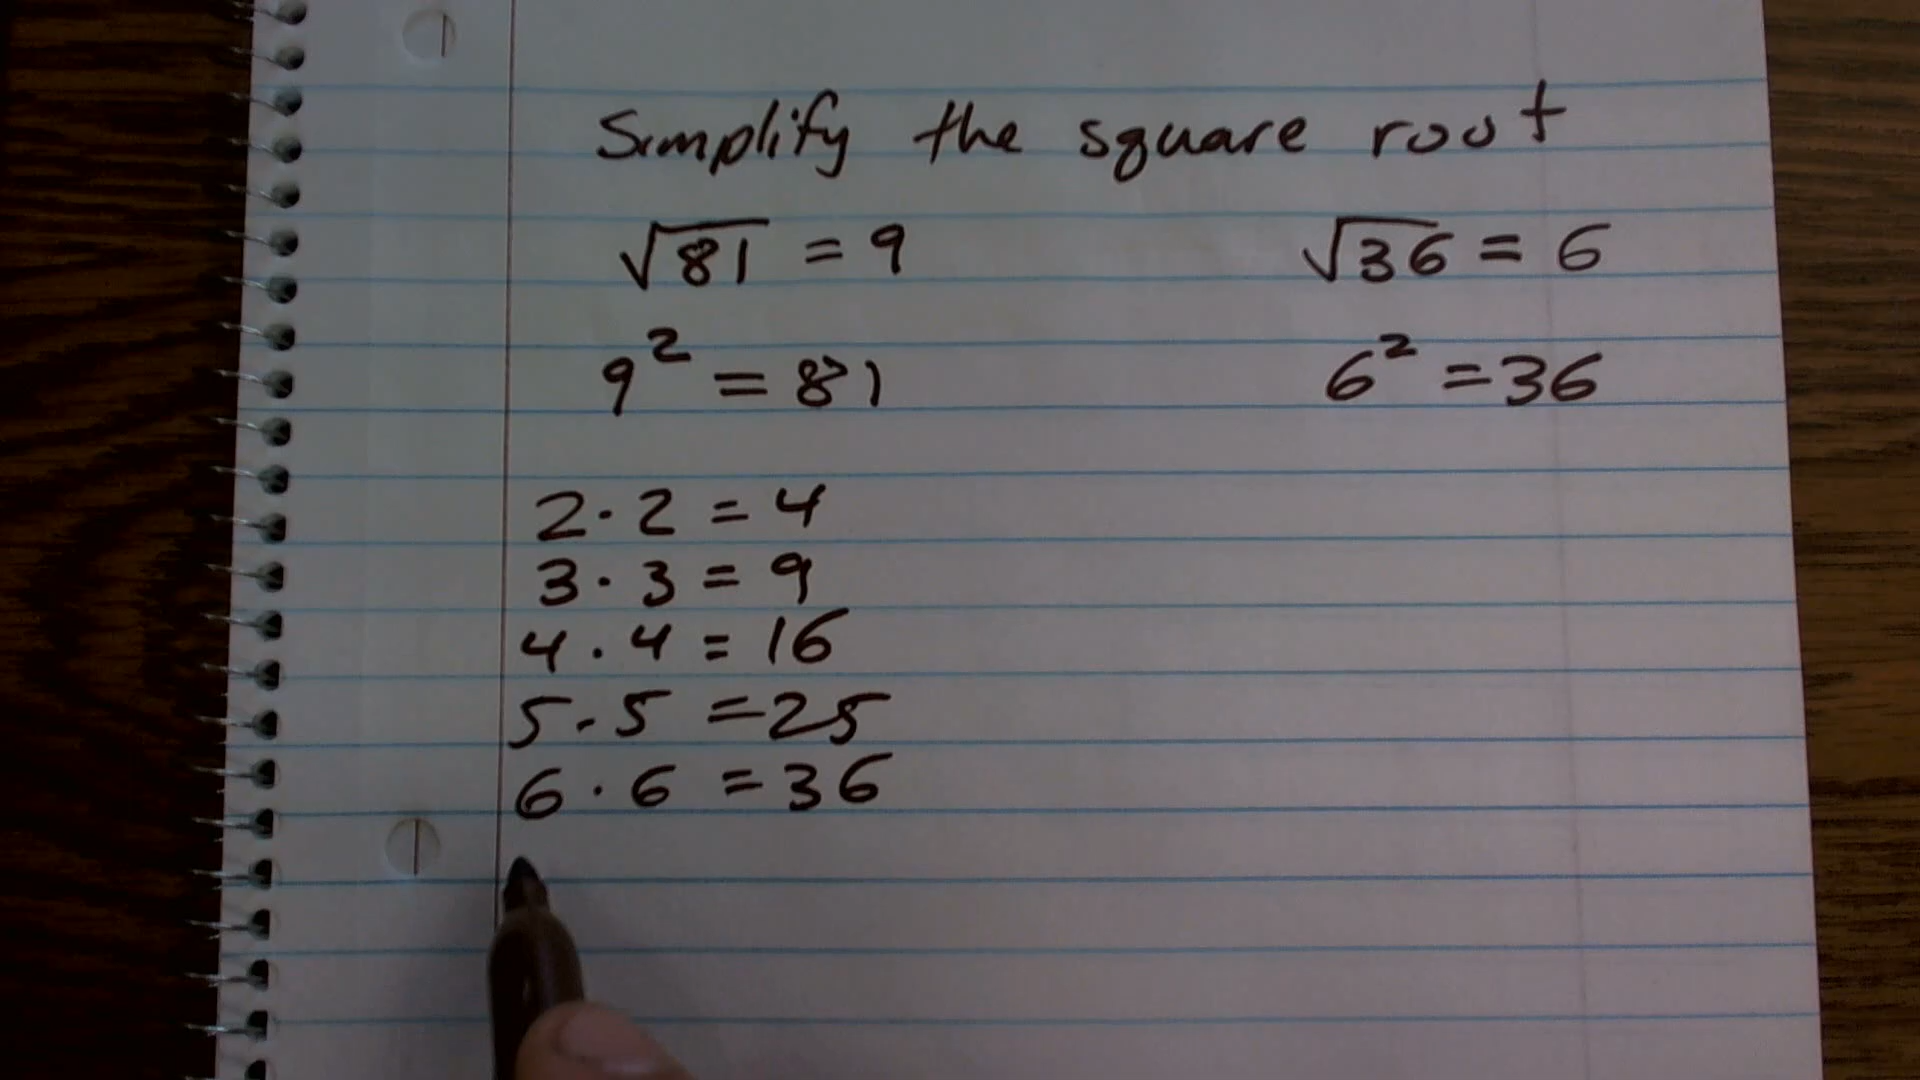 Simplify the square root
√81 = 9 √36 = 6
9² = 81 6² = 36
2 · 2 = 4
3 · 3 = 9
4 · 4 = 16
5 · 5 = 25
6 · 6 = 36